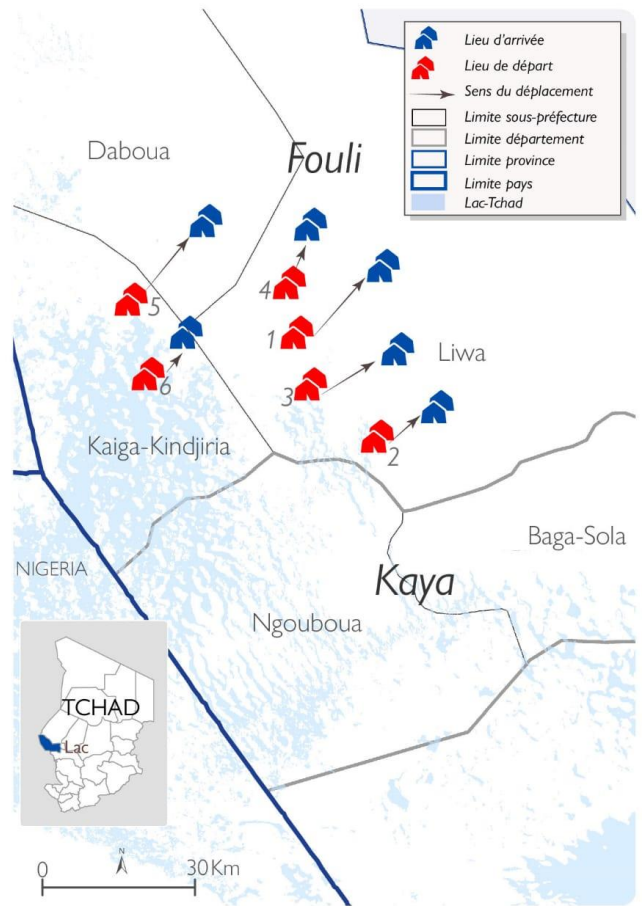 Lieu d'arrivée
Lieu de départ
Sens du déplacement
Limite sous-préfecture
Limite département
Limite province
Limite pays
Lac-Tchad
Daboua
Fouli
5
4
1
6
3
Liwa
2
Kaiga-Kindjiria
Baga-Sola
NIGERIA
Kaya
Ngouboua
TCHAD
Lac
N
0
30 Km